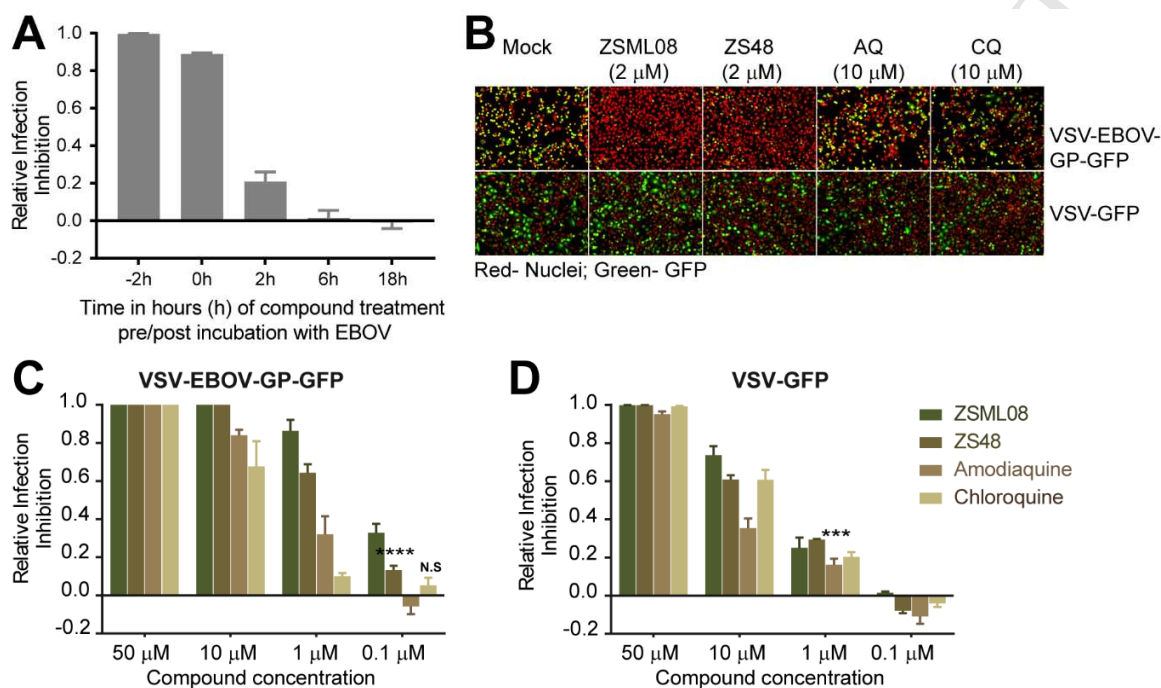 A
Relative Infection
Inhibition
1.0
0.8
0.6
0.4
0.2
0.0
-0.2
-2h
0h
2h
6h
18h
Time in hours (h) of compound treatment
pre/post incubation with EBOV
B
Mock
ZSML08
(2 μM)
ZS48
(2 μM)
AQ
(10 μM)
CQ
(10 μM)
VSV-EBOV-
GP-GFP
VSV-GFP
Red- Nuclei; Green- GFP
C
VSV-EBOV-GP-GFP
Relative Infection
Inhibition
1.0
0.8
0.6
0.4
0.2
0.0
-0.2
****
N.S
50 μM
10 μM
1 μM
0.1 μM
Compound concentration
D
VSV-GFP
Relative Infection
Inhibition
1.0
0.8
0.6
0.4
0.2
0.0
-0.2
***
50 μM
10 μM
1 μM
0.1 μM
Compound concentration
ZSML08
ZS48
Amodiaquine
Chloroquine